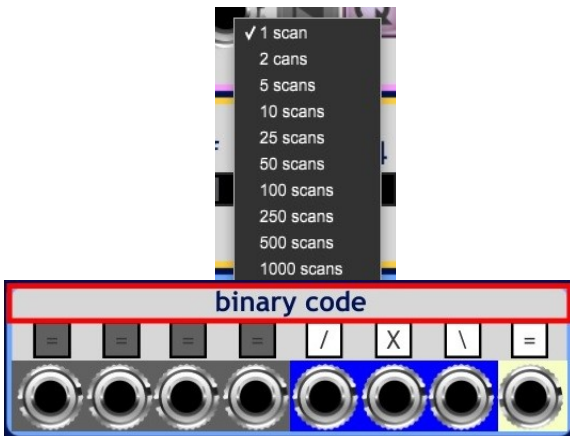 ✓ 1 scan
2 cans
5 scans
10 scans
25 scans
50 scans
100 scans
250 scans
500 scans
1000 scans
binary code
= = = = / X \ =